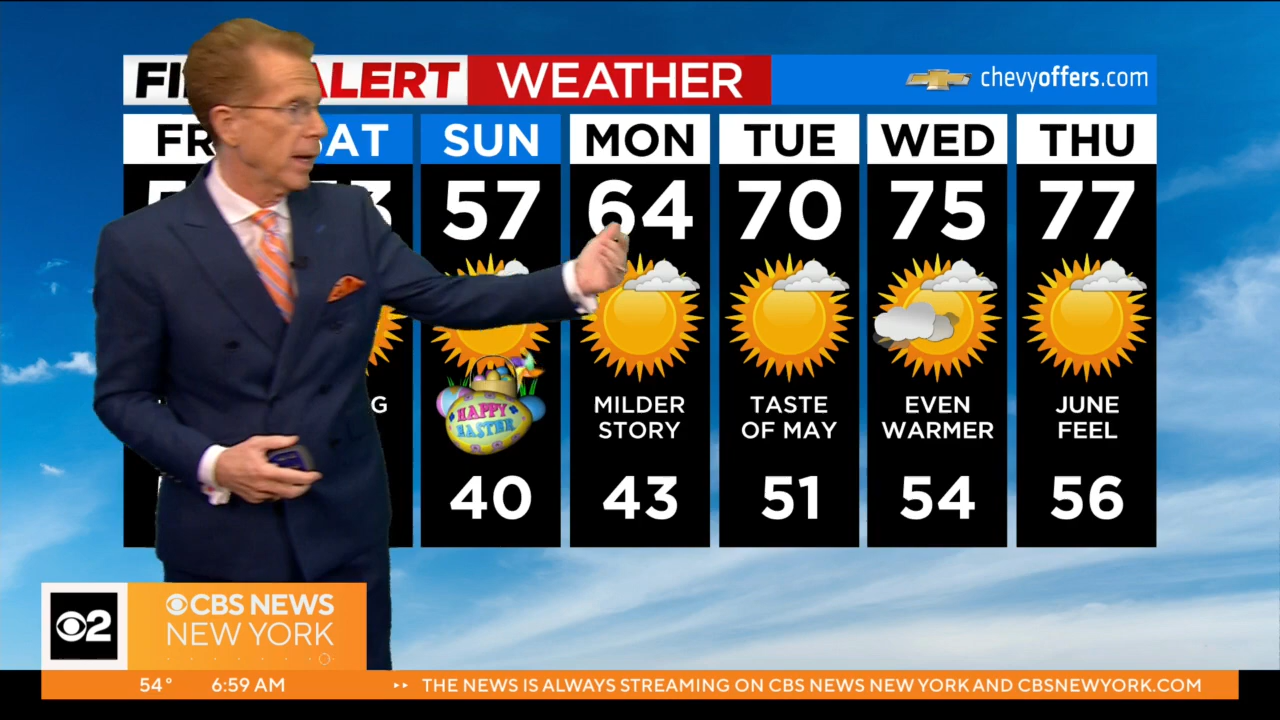 ALERT WEATHER
chevyoffers.com
SUN MON TUE WED THU
57 64 70 75 77
HAPPY
EASTER
MILDER
STORY
TASTE
OF MAY
EVEN
WARMER
JUNE
FEEL
40 43 51 54 56
2
CBS NEWS
NEW YORK
54° 6:59 AM
THE NEWS IS ALWAYS STREAMING ON CBS NEWS NEW YORK AND CBSNEWYORK.COM